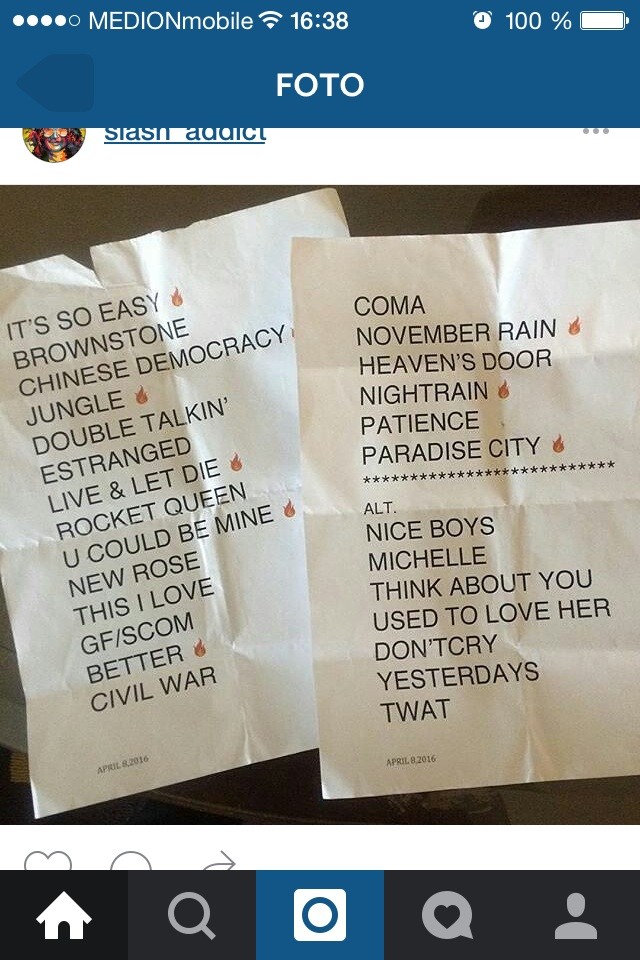 MEDIONmobile 16:38 100 %
FOTO
slash_addict
IT'S SO EASY 🔥
BROWNSTONE
CHINESE DEMOCRACY
JUNGLE 🔥
DOUBLE TALKIN'
ESTRANGED
LIVE & LET DIE 🔥
ROCKET QUEEN
U COULD BE MINE 🔥
NEW ROSE
THIS I LOVE
GF/SCOM
BETTER 🔥
CIVIL WAR
APRIL 8,2016
COMA
NOVEMBER RAIN 🔥
HEAVEN'S DOOR
NIGHTRAIN 🔥
PATIENCE
PARADISE CITY 🔥
***************************
ALT.
NICE BOYS
MICHELLE
THINK ABOUT YOU
USED TO LOVE HER
DON'TCRY
YESTERDAYS
TWAT
APRIL 8,2016